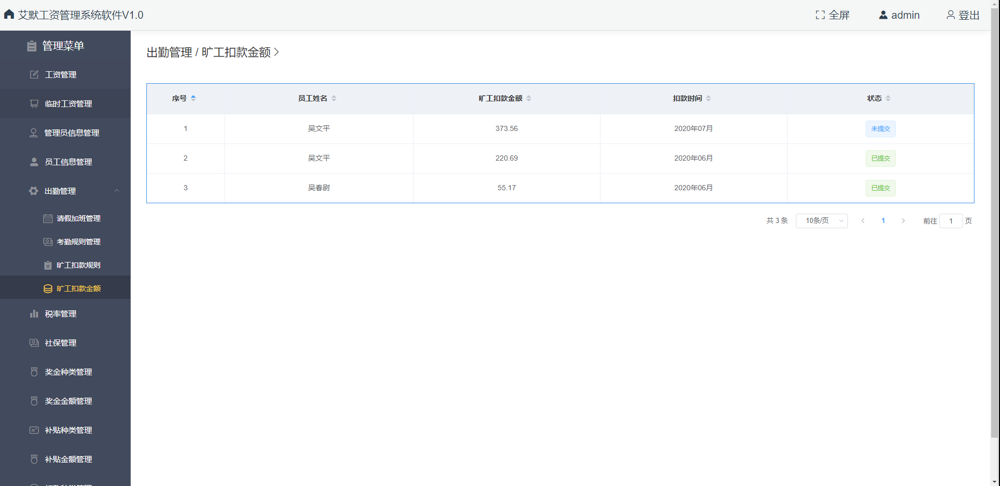 艾默工资管理系统软件V1.0
全屏
admin
登出
管理菜单
工资管理
临时工资管理
管理员信息管理
员工信息管理
出勤管理
请假加班管理
考勤规则管理
旷工扣款规则
旷工扣款金额
税率管理
社保管理
奖金种类管理
奖金金额管理
补贴种类管理
补贴金额管理
出勤管理 / 旷工扣款金额
序号 员工姓名 旷工扣款金额 扣款时间 状态
1 吴文平 373.56 2020年07月 未提交
2 吴文平 220.69 2020年06月 已提交
3 吴春尉 55.17 2020年06月 已提交
共 3 条 10条/页 1 前往 1 页